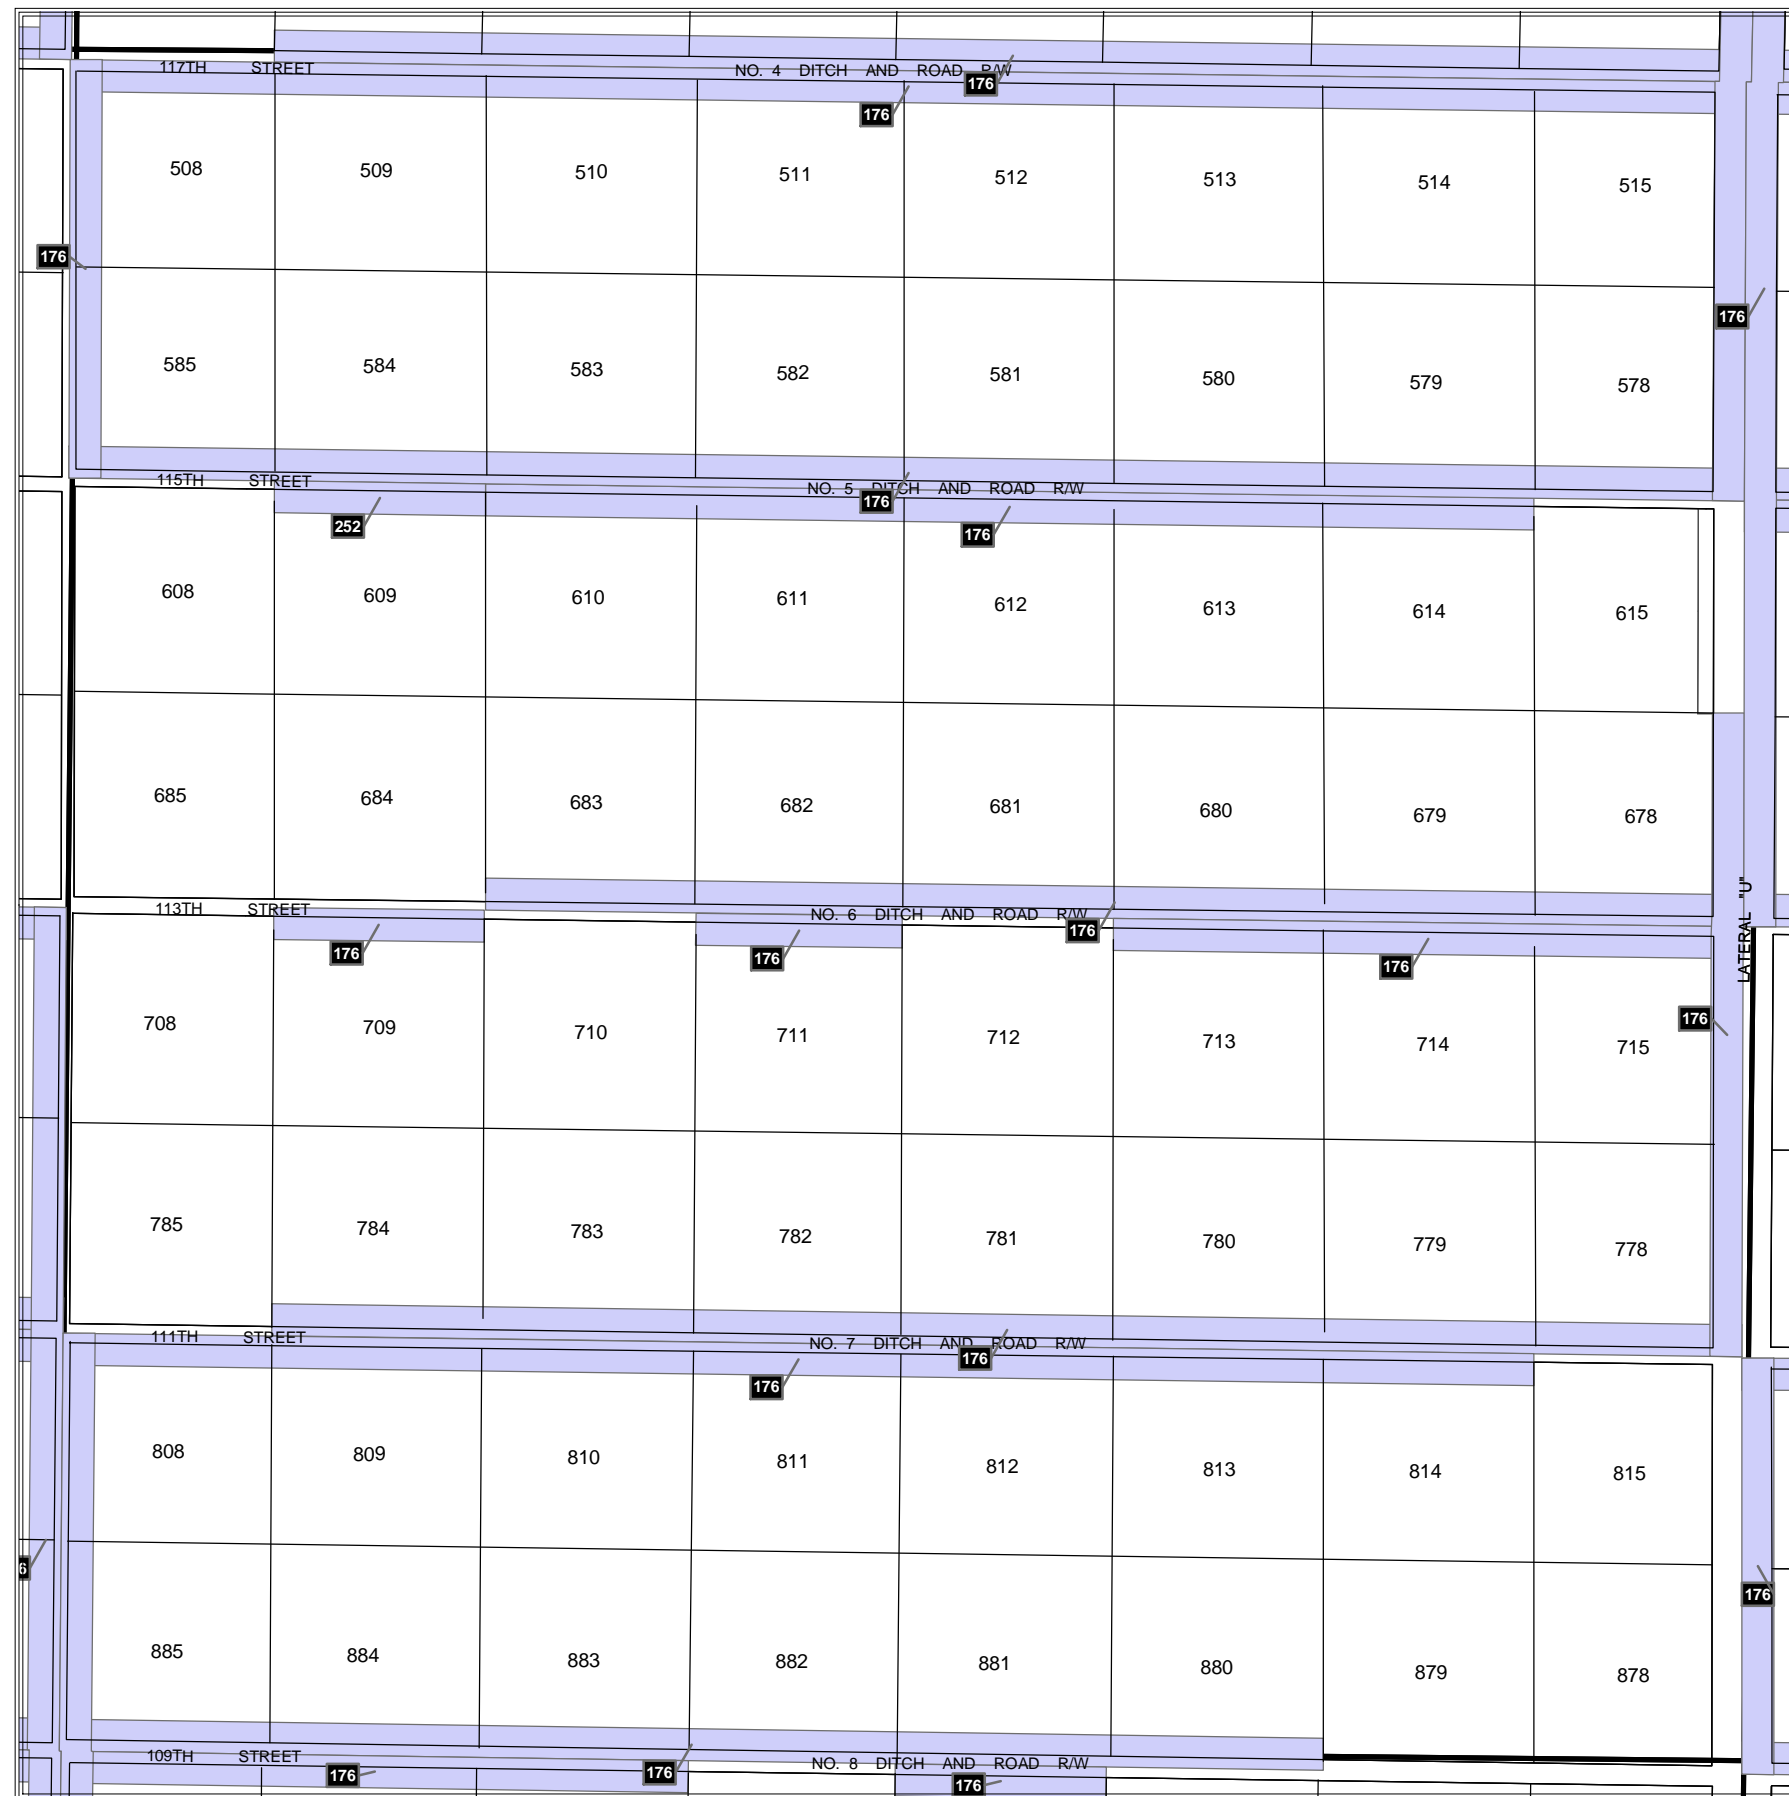 117TH STREET
NO. 4 DITCH AND ROAD R/W
176
176
508 509 510 511 512 513 514 515
176
176
585 584 583 582 581 580 579 578
115TH STREET
NO. 5 DITCH AND ROAD R/W
176
252
176
608 609 610 611 612 613 614 615
685 684 683 682 681 680 679 678
LATERAL "U"
113TH STREET
NO. 6 DITCH AND ROAD R/W
176
176
176
176
176
708 709 710 711 712 713 714 715
785 784 783 782 781 780 779 778
111TH STREET
NO. 7 DITCH AND ROAD R/W
176
176
808 809 810 811 812 813 814 815
6
176
885 884 883 882 881 880 879 878
109TH STREET
NO. 8 DITCH AND ROAD R/W
176
176
176